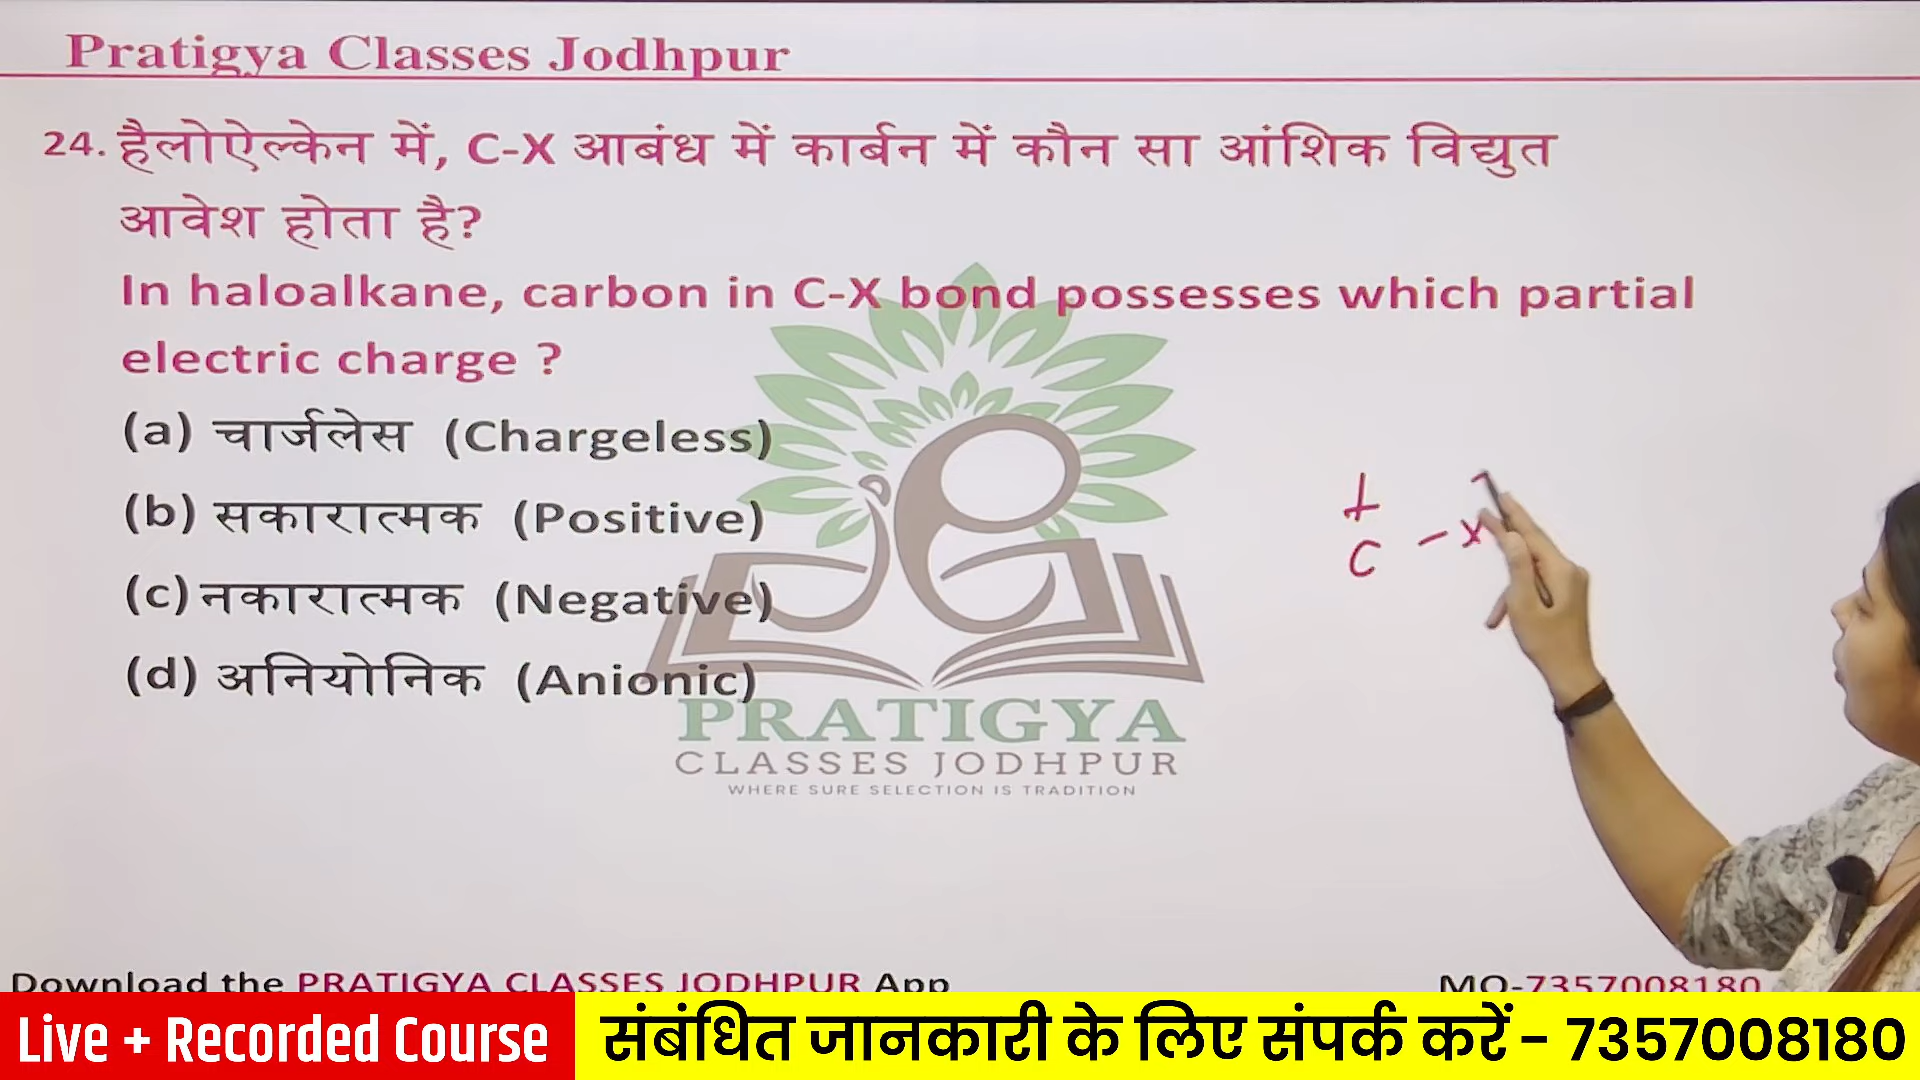 Pratigya Classes Jodhpur
24. हैलोऐल्केन में, C-X आबंध में कार्बन में कौन सा आंशिक विद्युत
आवेश होता है?
In haloalkane, carbon in C-X bond possesses which partial
electric charge ?
(a) चार्जलेस (Chargeless)
(b) सकारात्मक (Positive)
(c) नकारात्मक (Negative)
(d) अनियोनिक (Anionic)
+
C - X
PRATIGYA
CLASSES JODHPUR
WHERE SURE SELECTION IS TRADITION
Download the PRATIGYA CLASSES JODHPUR App
MO-7357008180
Live + Recorded Course
संबंधित जानकारी के लिए संपर्क करें - 7357008180